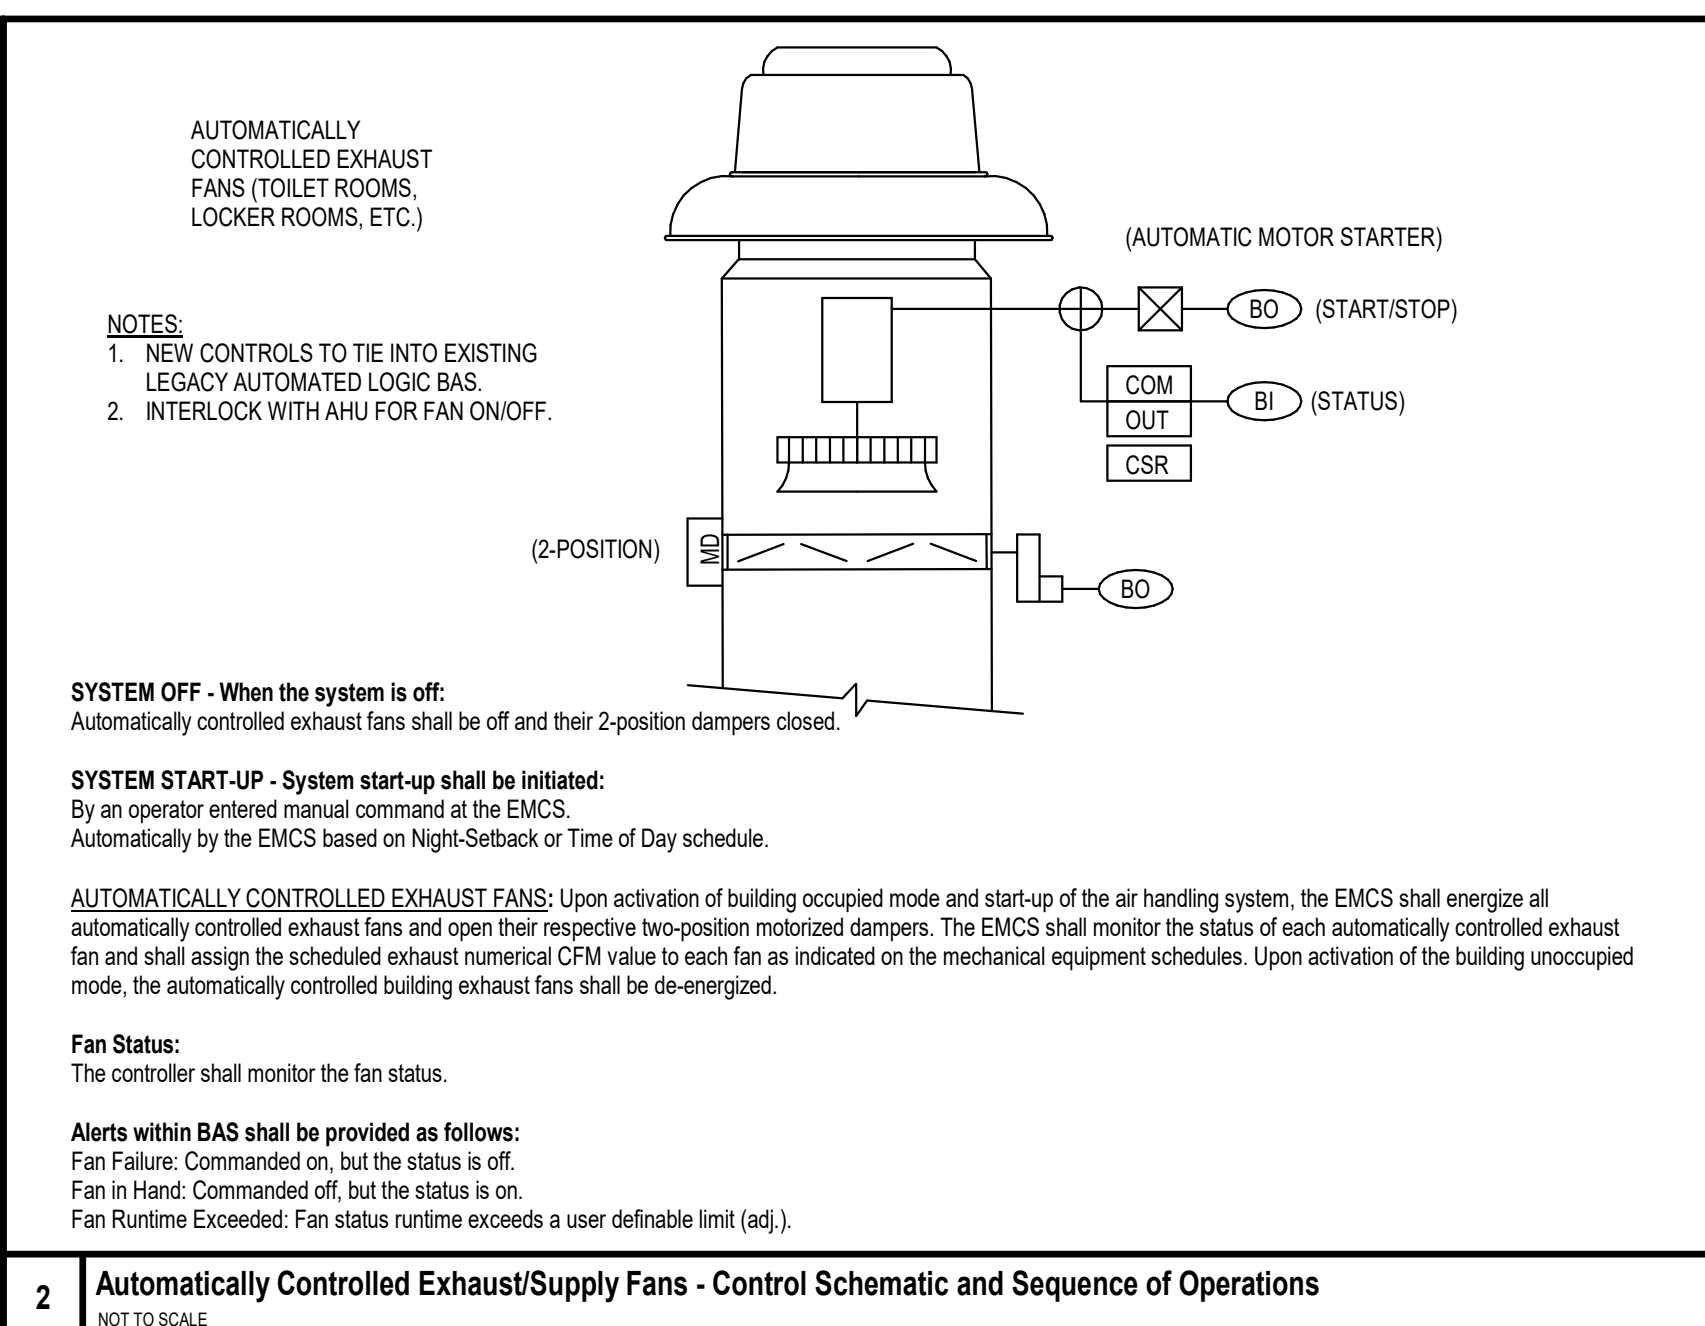 AUTOMATICALLY
CONTROLLED EXHAUST
FANS (TOILET ROOMS,
LOCKER ROOMS, ETC.)
(AUTOMATIC MOTOR STARTER)
BO (START/STOP)
NOTES:
1. NEW CONTROLS TO TIE INTO EXISTING
LEGACY AUTOMATED LOGIC BAS.
2. INTERLOCK WITH AHU FOR FAN ON/OFF.
COM
OUT
BI (STATUS)
CSR
(2-POSITION)
MD
BO
SYSTEM OFF - When the system is off:
Automatically controlled exhaust fans shall be off and their 2-position dampers closed.
SYSTEM START-UP - System start-up shall be initiated:
By an operator entered manual command at the EMCS.
Automatically by the EMCS based on Night-Setback or Time of Day schedule.
AUTOMATICALLY CONTROLLED EXHAUST FANS: Upon activation of building occupied mode and start-up of the air handling system, the EMCS shall energize all
automatically controlled exhaust fans and open their respective two-position motorized dampers. The EMCS shall monitor the status of each automatically controlled exhaust
fan and shall assign the scheduled exhaust numerical CFM value to each fan as indicated on the mechanical equipment schedules. Upon activation of the building unoccupied
mode, the automatically controlled building exhaust fans shall be de-energized.
Fan Status:
The controller shall monitor the fan status.
Alerts within BAS shall be provided as follows:
Fan Failure: Commanded on, but the status is off.
Fan in Hand: Commanded off, but the status is on.
Fan Runtime Exceeded: Fan status runtime exceeds a user definable limit (adj.).
2
Automatically Controlled Exhaust/Supply Fans - Control Schematic and Sequence of Operations
NOT TO SCALE